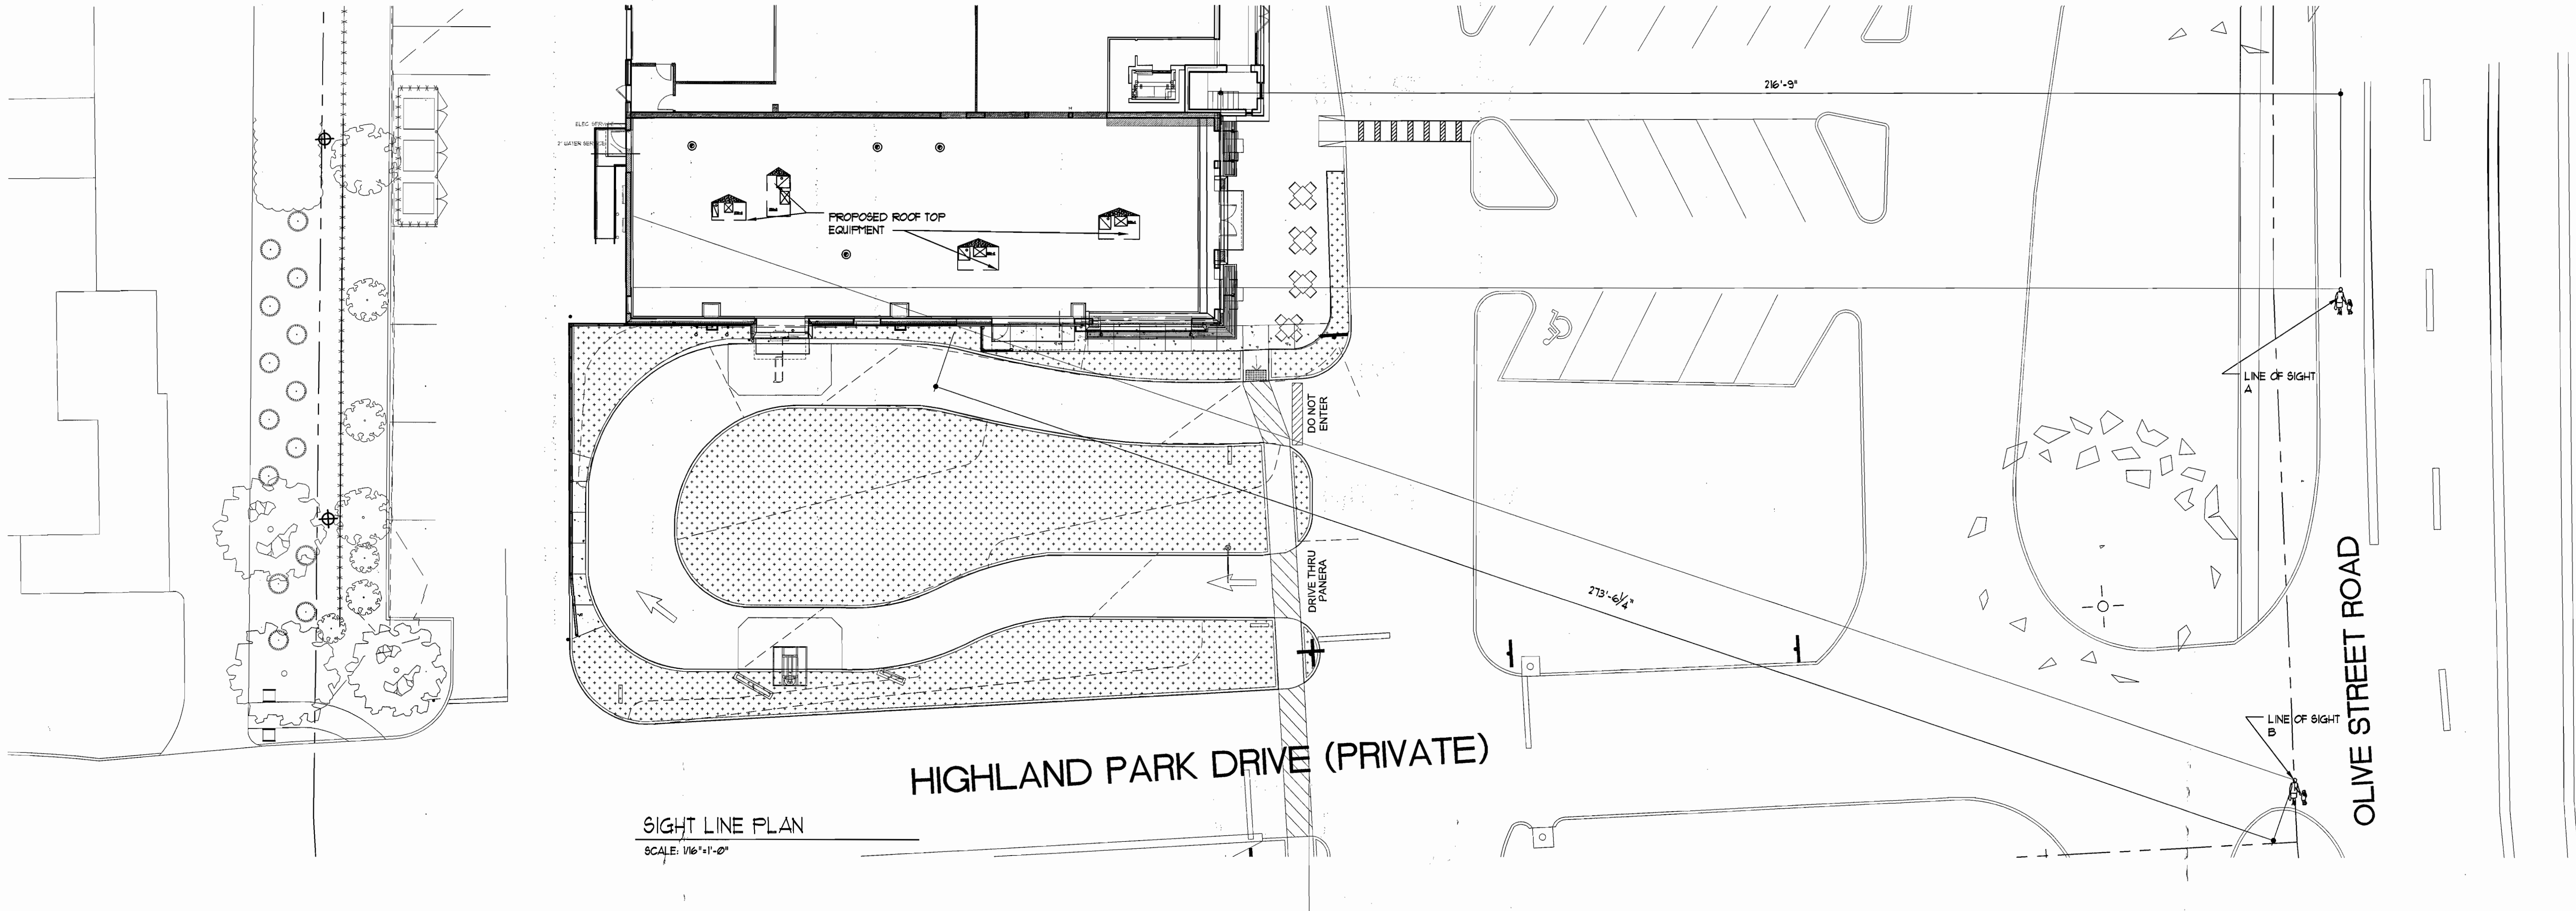 216'-9"
ELEC SERVICE
2" WATER SERVICE
PROPOSED ROOF TOP
EQUIPMENT
LINE OF SIGHT
A
DO NOT
ENTER
DRIVE THRU
PANERA
273'-6 1/4"
LINE OF SIGHT
B
OLIVE STREET ROAD
HIGHLAND PARK DRIVE (PRIVATE)
SIGHT LINE PLAN
SCALE: 1/16"=1'-0"